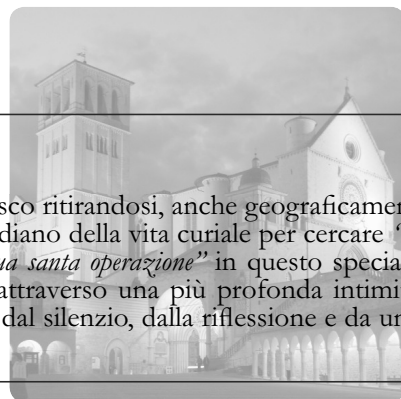 sco ritirandosi, anche geograficamen
diano della vita curiale per cercare “
ua santa operazione” in questo specia
attraverso una più profonda intimi
dal silenzio, dalla riflessione e da un